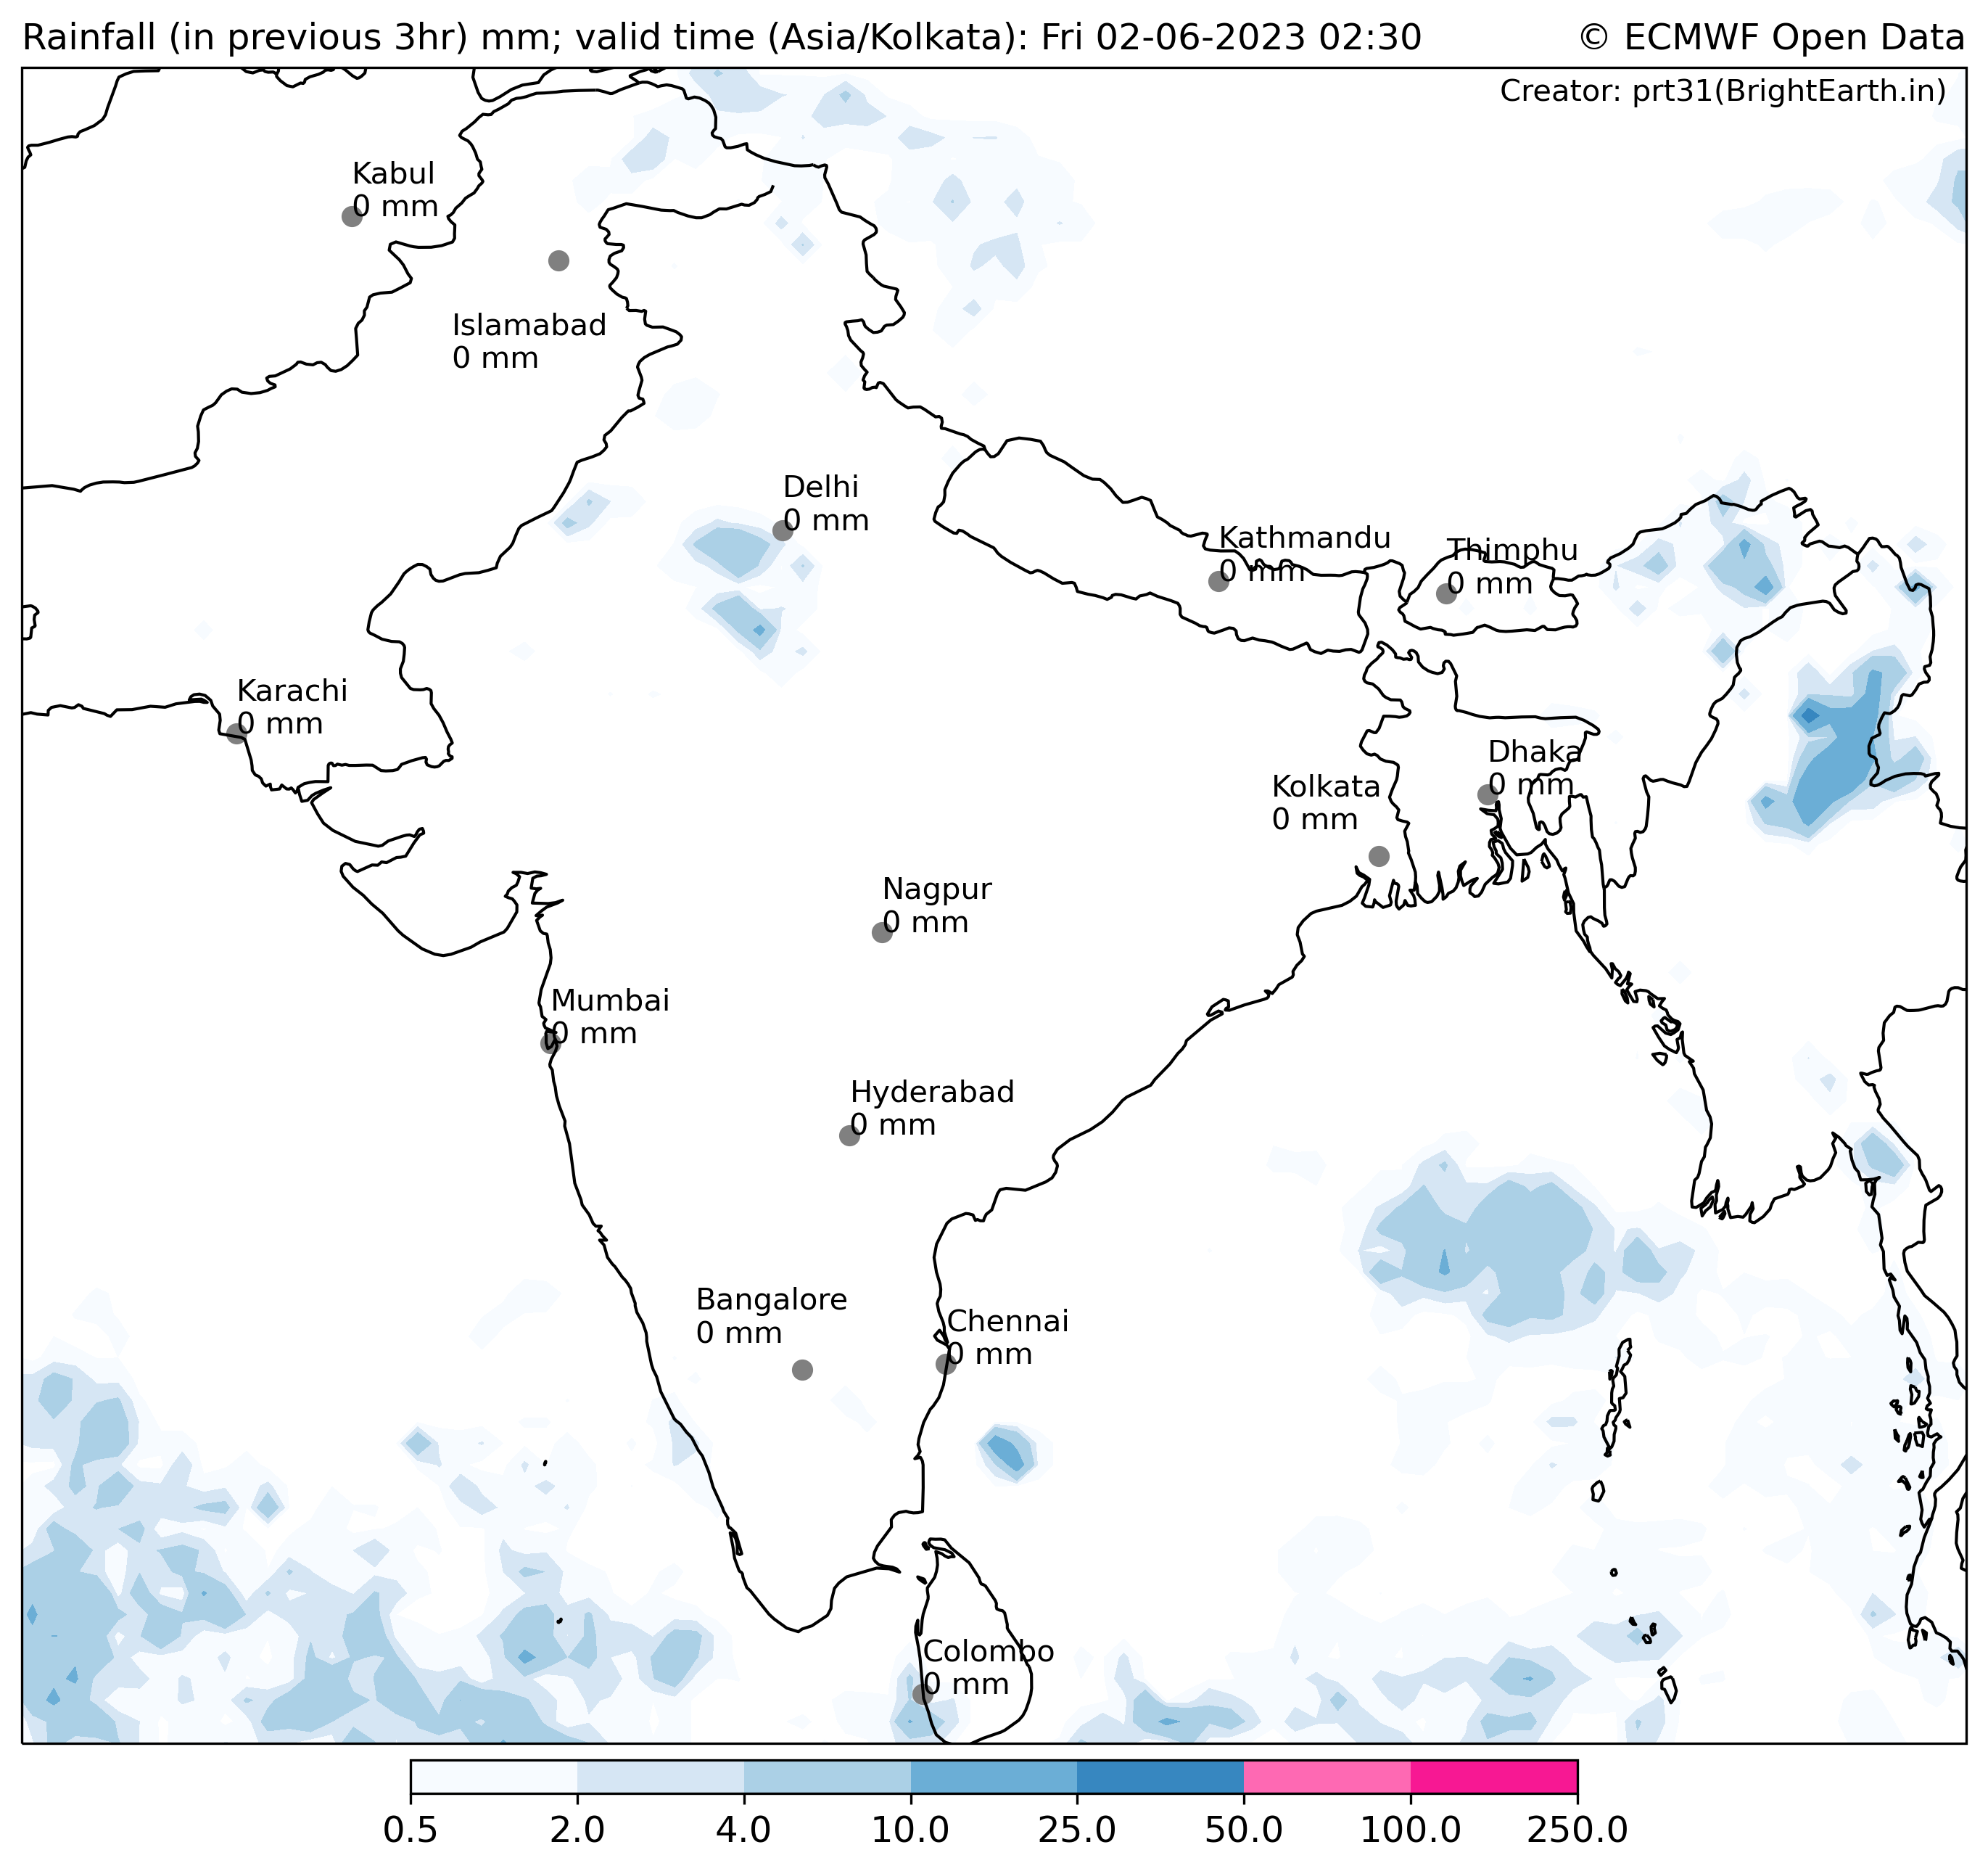 Rainfall (in previous 3hr) mm; valid time (Asia/Kolkata): Fri 02-06-2023 02:30
© ECMWF Open Data
Creator: prt31(BrightEarth.in)
Kabul
0 mm
Islamabad
0 mm
Delhi
0 mm
Kathmandu
0 mm
Thimphu
0 mm
Karachi
0 mm
Dhaka
0 mm
Kolkata
0 mm
Nagpur
0 mm
Mumbai
0 mm
Hyderabad
0 mm
Bangalore
0 mm
Chennai
0 mm
Colombo
0 mm
0.5 2.0 4.0 10.0 25.0 50.0 100.0 250.0